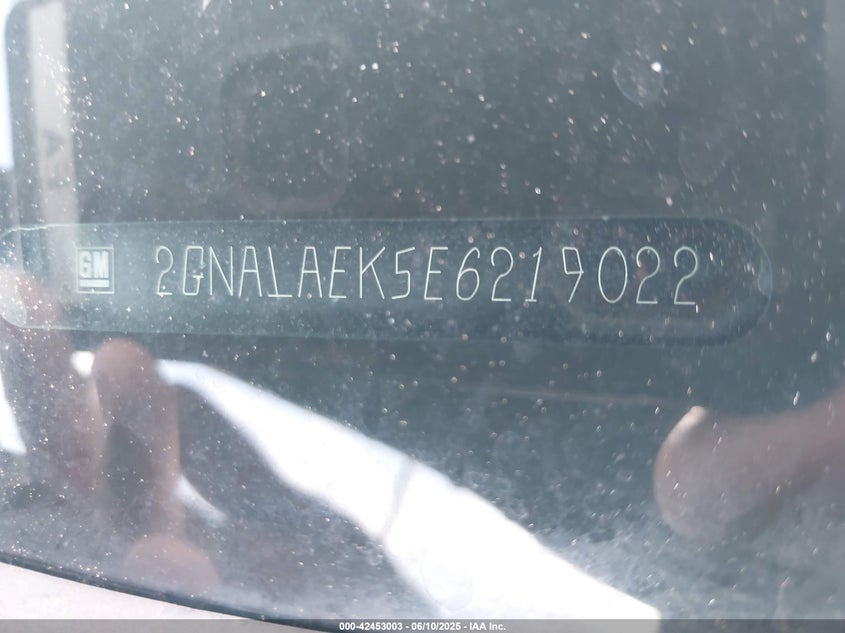 GM 2GNALAEK5E6219022
000-42453003 - 06/10/2025 - IAA Inc.